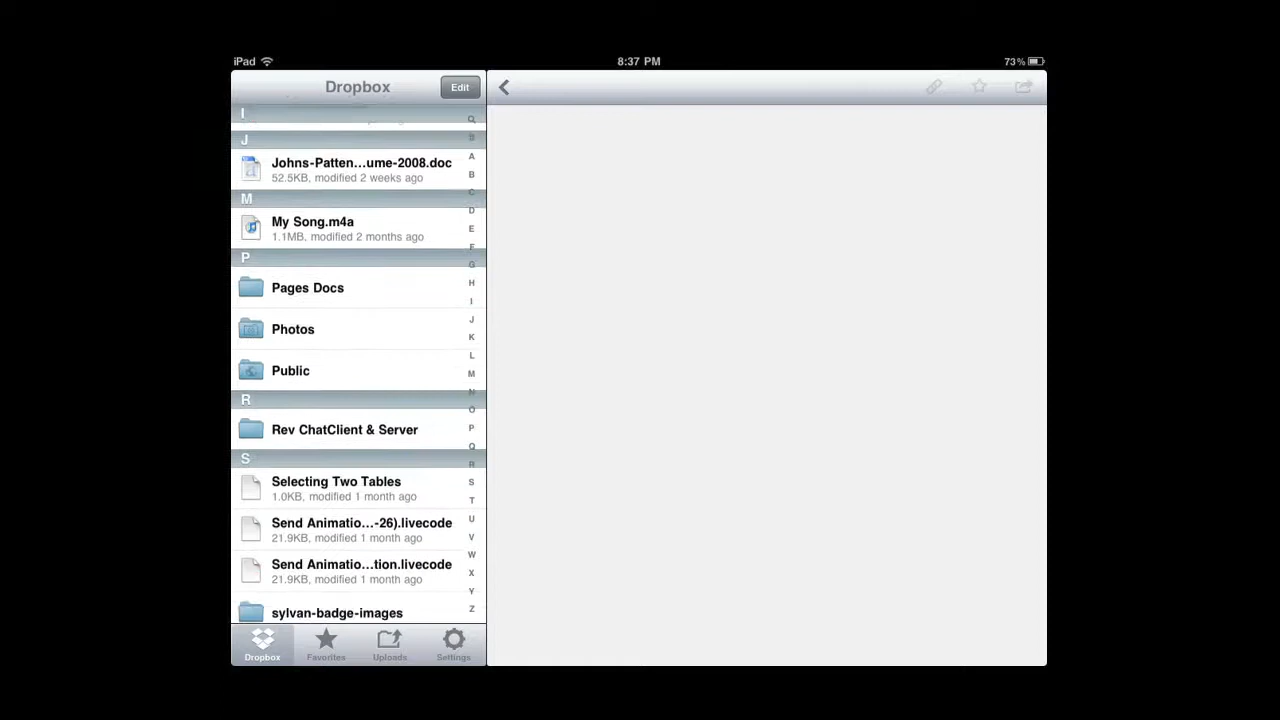 iPad
8:37 PM
73%
Dropbox
Edit
I
J
Johns-Patten...ume-2008.doc
52.5KB, modified 2 weeks ago
M
My Song.m4a
1.1MB, modified 2 months ago
P
Pages Docs
Photos
Public
R
Rev ChatClient & Server
S
Selecting Two Tables
1.0KB, modified 1 month ago
Send Animatio...-26).livecode
21.9KB, modified 1 month ago
Send Animatio...tion.livecode
21.9KB, modified 1 month ago
sylvan-badge-images
A
B
C
D
E
F
G
H
I
J
K
L
M
N
O
P
Q
R
S
T
U
V
W
X
Y
Z
Dropbox
Favorites
Uploads
Settings